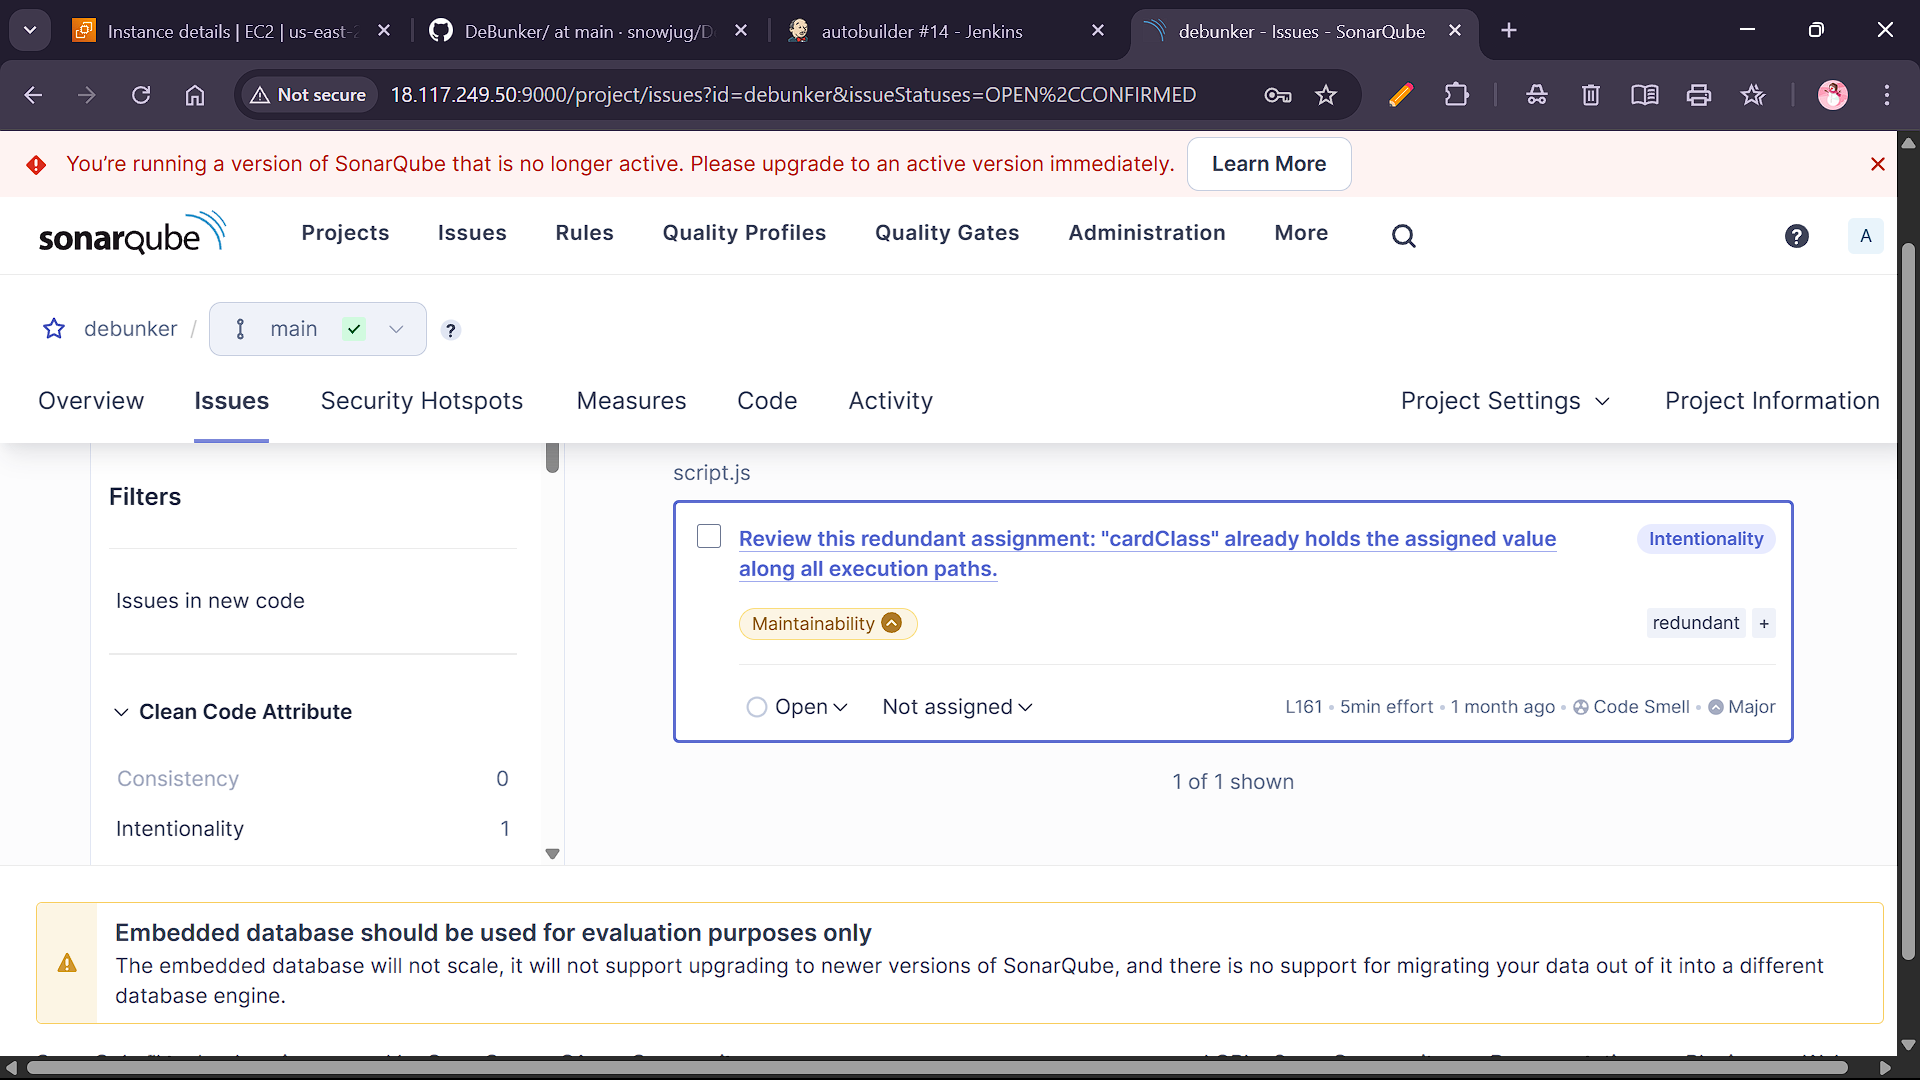 Instance details | EC2 | us-east-2
DeBunker/ at main · snowjug/D
autobuilder #14 - Jenkins
debunker - Issues - SonarQube
Not secure
18.117.249.50:9000/project/issues?id=debunker&issueStatuses=OPEN%2CCONFIRMED
You're running a version of SonarQube that is no longer active. Please upgrade to an active version immediately.
Learn More
sonarqube
Projects
Issues
Rules
Quality Profiles
Quality Gates
Administration
More
?
A
debunker / main
?
Overview
Issues
Security Hotspots
Measures
Code
Activity
Project Settings
Project Information
Filters
Issues in new code
Clean Code Attribute
Consistency 0
Intentionality 1
script.js
Review this redundant assignment: "cardClass" already holds the assigned value
along all execution paths.
Intentionality
Maintainability
redundant +
Open
Not assigned
L161 • 5min effort • 1 month ago • Code Smell • Major
1 of 1 shown
Embedded database should be used for evaluation purposes only
The embedded database will not scale, it will not support upgrading to newer versions of SonarQube, and there is no support for migrating your data out of it into a different
database engine.